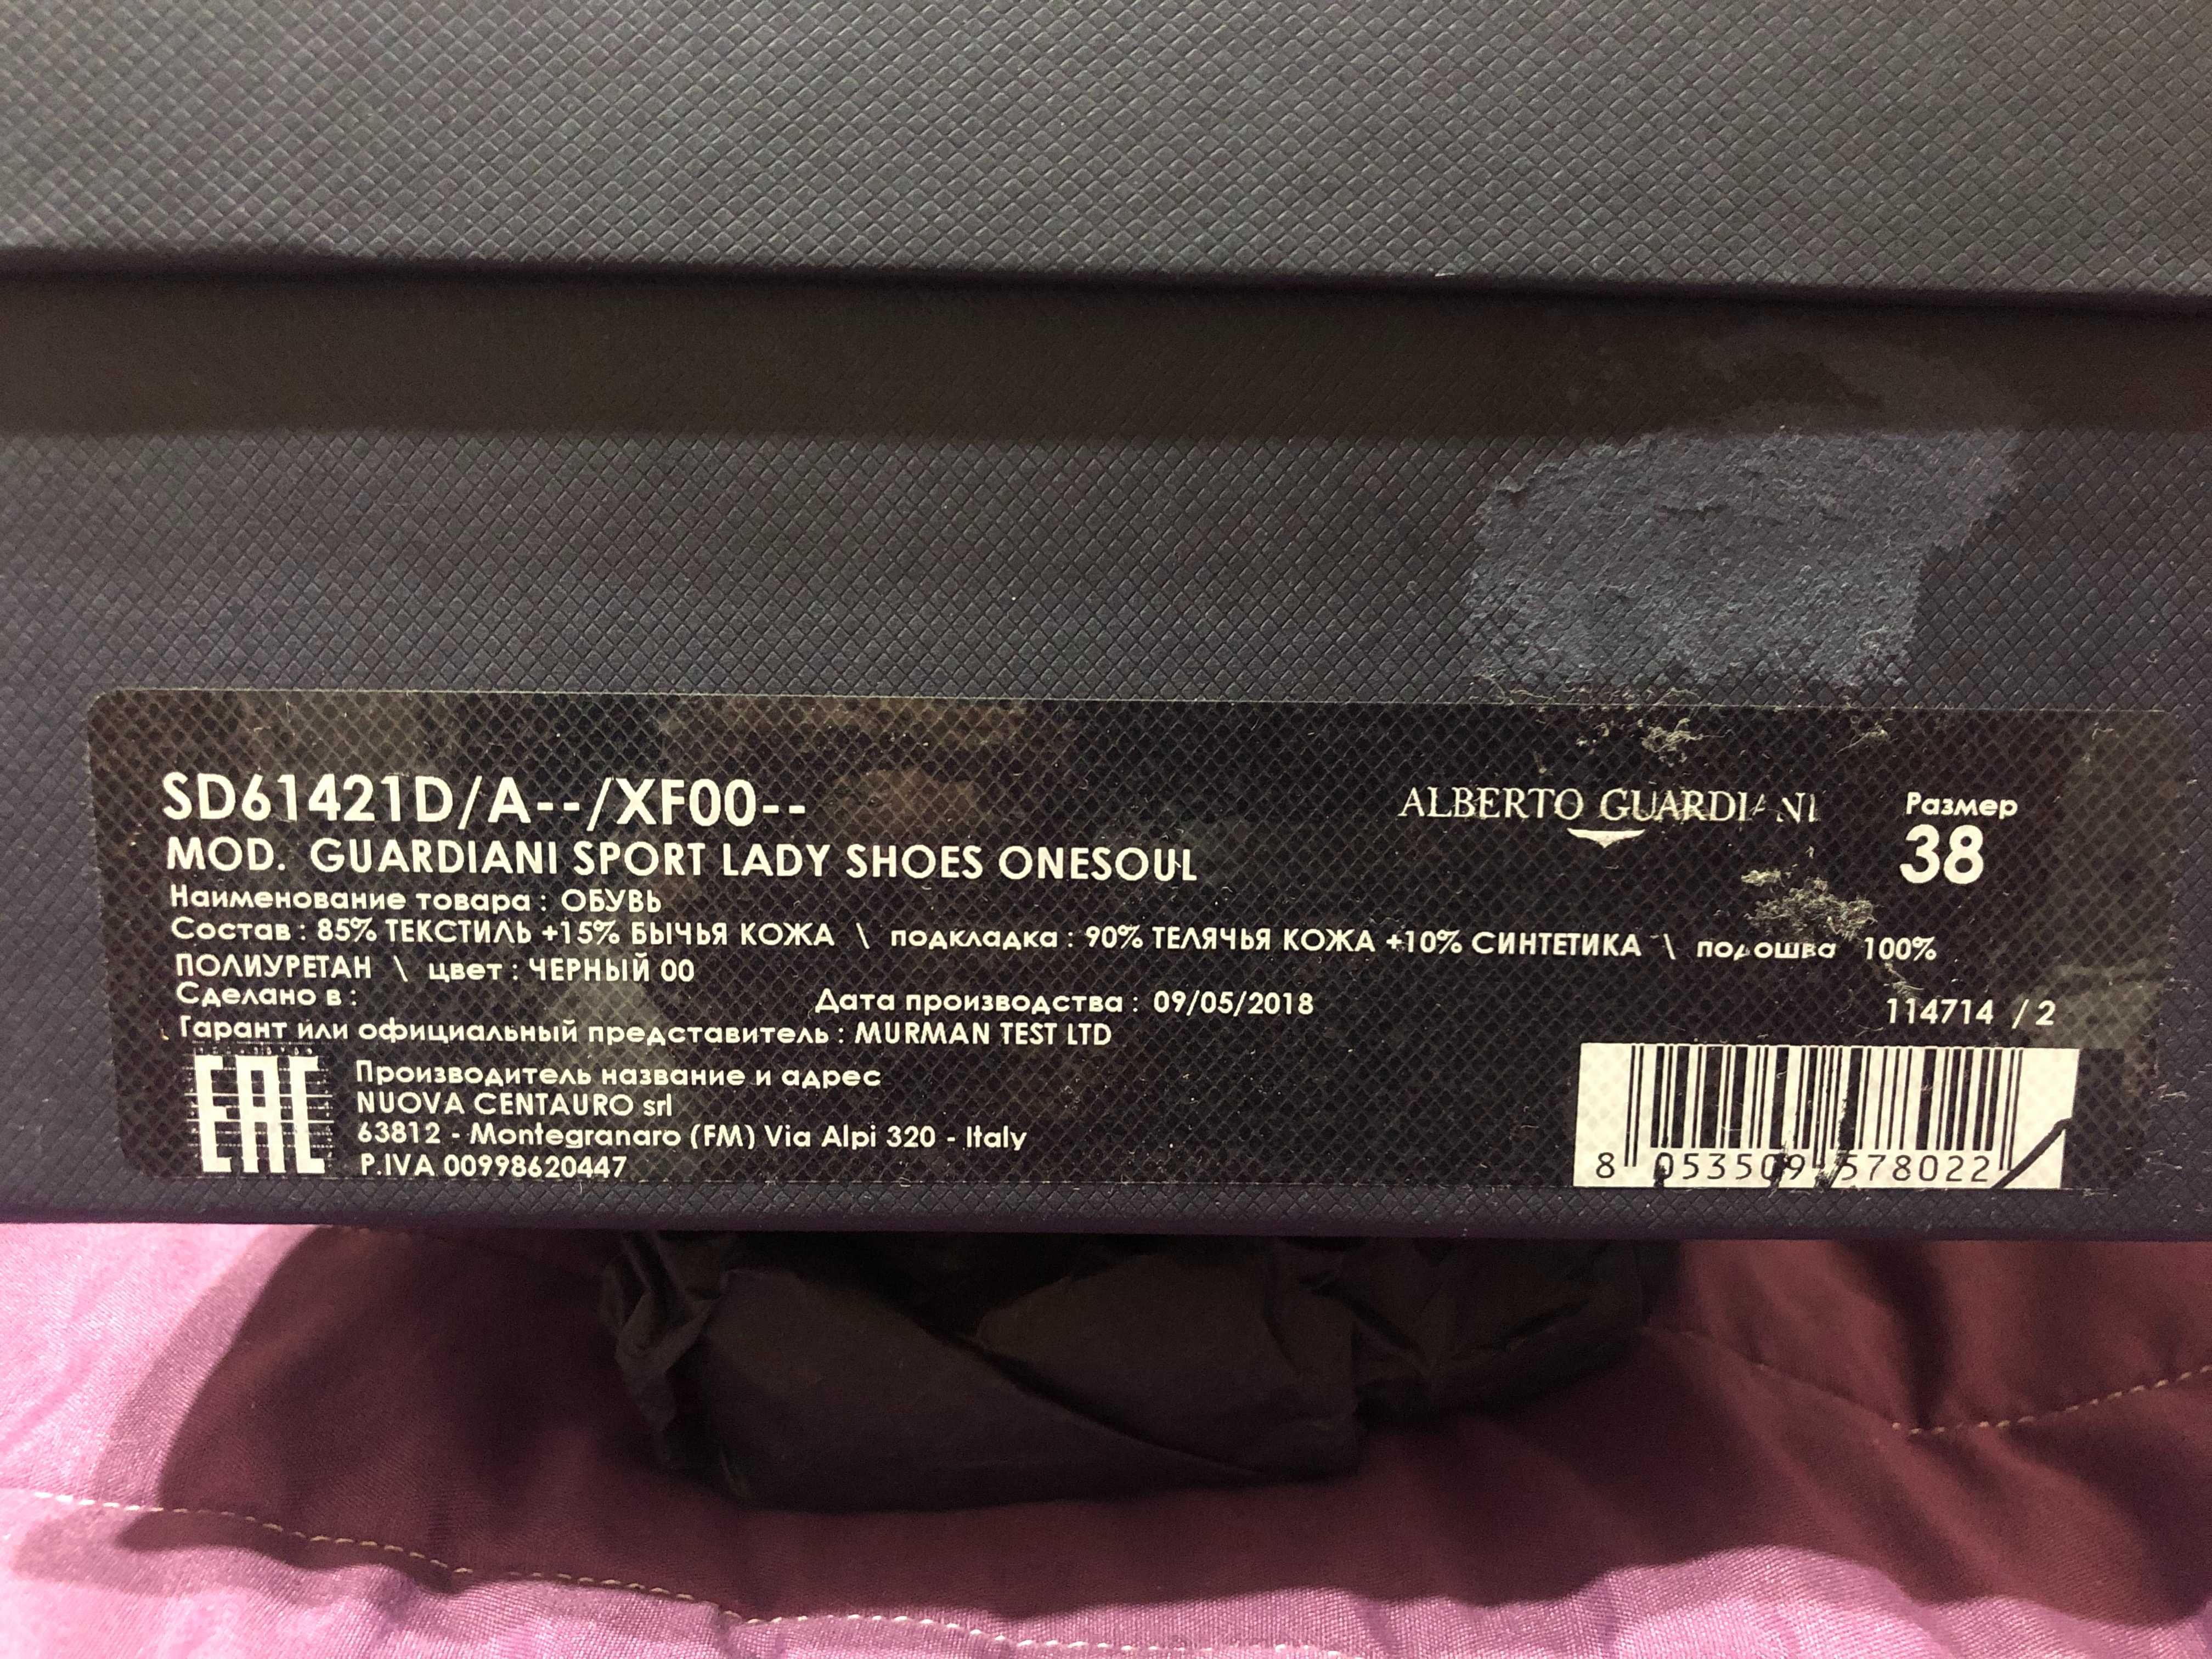 SD61421D/A--/XF00--
MOD. GUARDIANI SPORT LADY SHOES ONESOUL
ALBERTO GUARDIANI
Размер
38
Наименование товара : ОБУВЬ
Состав : 85% ТЕКСТИЛЬ +15% БЫЧЬЯ КОЖА \ подкладка : 90% ТЕЛЯЧЬЯ КОЖА +10% СИНТЕТИКА \ подошва 100%
ПОЛИУРЕТАН \ цвет : ЧЕРНЫЙ 00
Сделано в :
Дата производства : 09/05/2018
114714 / 2
Гарант или официальный представитель : MURMAN TEST LTD
EAC
Производитель название и адрес
NUOVA CENTAURO srl
63812 - Montegranaro (FM) Via Alpi 320 - Italy
P.IVA 00998620447
8 053509 578022